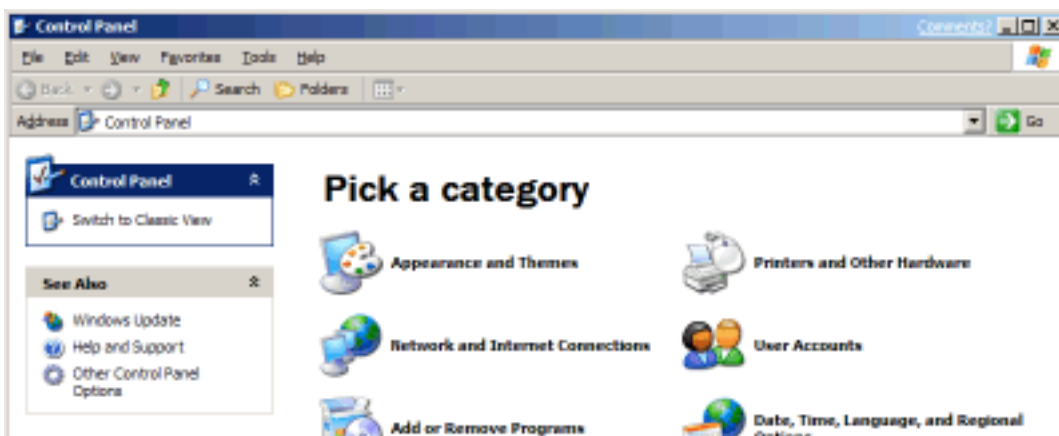 Control Panel
Comments?
File Edit View Favorites Tools Help
Back Search Folders
Address Control Panel Go
Control Panel
Switch to Classic View
See Also
Windows Update
Help and Support
Other Control Panel
Options
Pick a category
Appearance and Themes
Printers and Other Hardware
Network and Internet Connections
User Accounts
Add or Remove Programs
Date, Time, Language, and Regional
Options